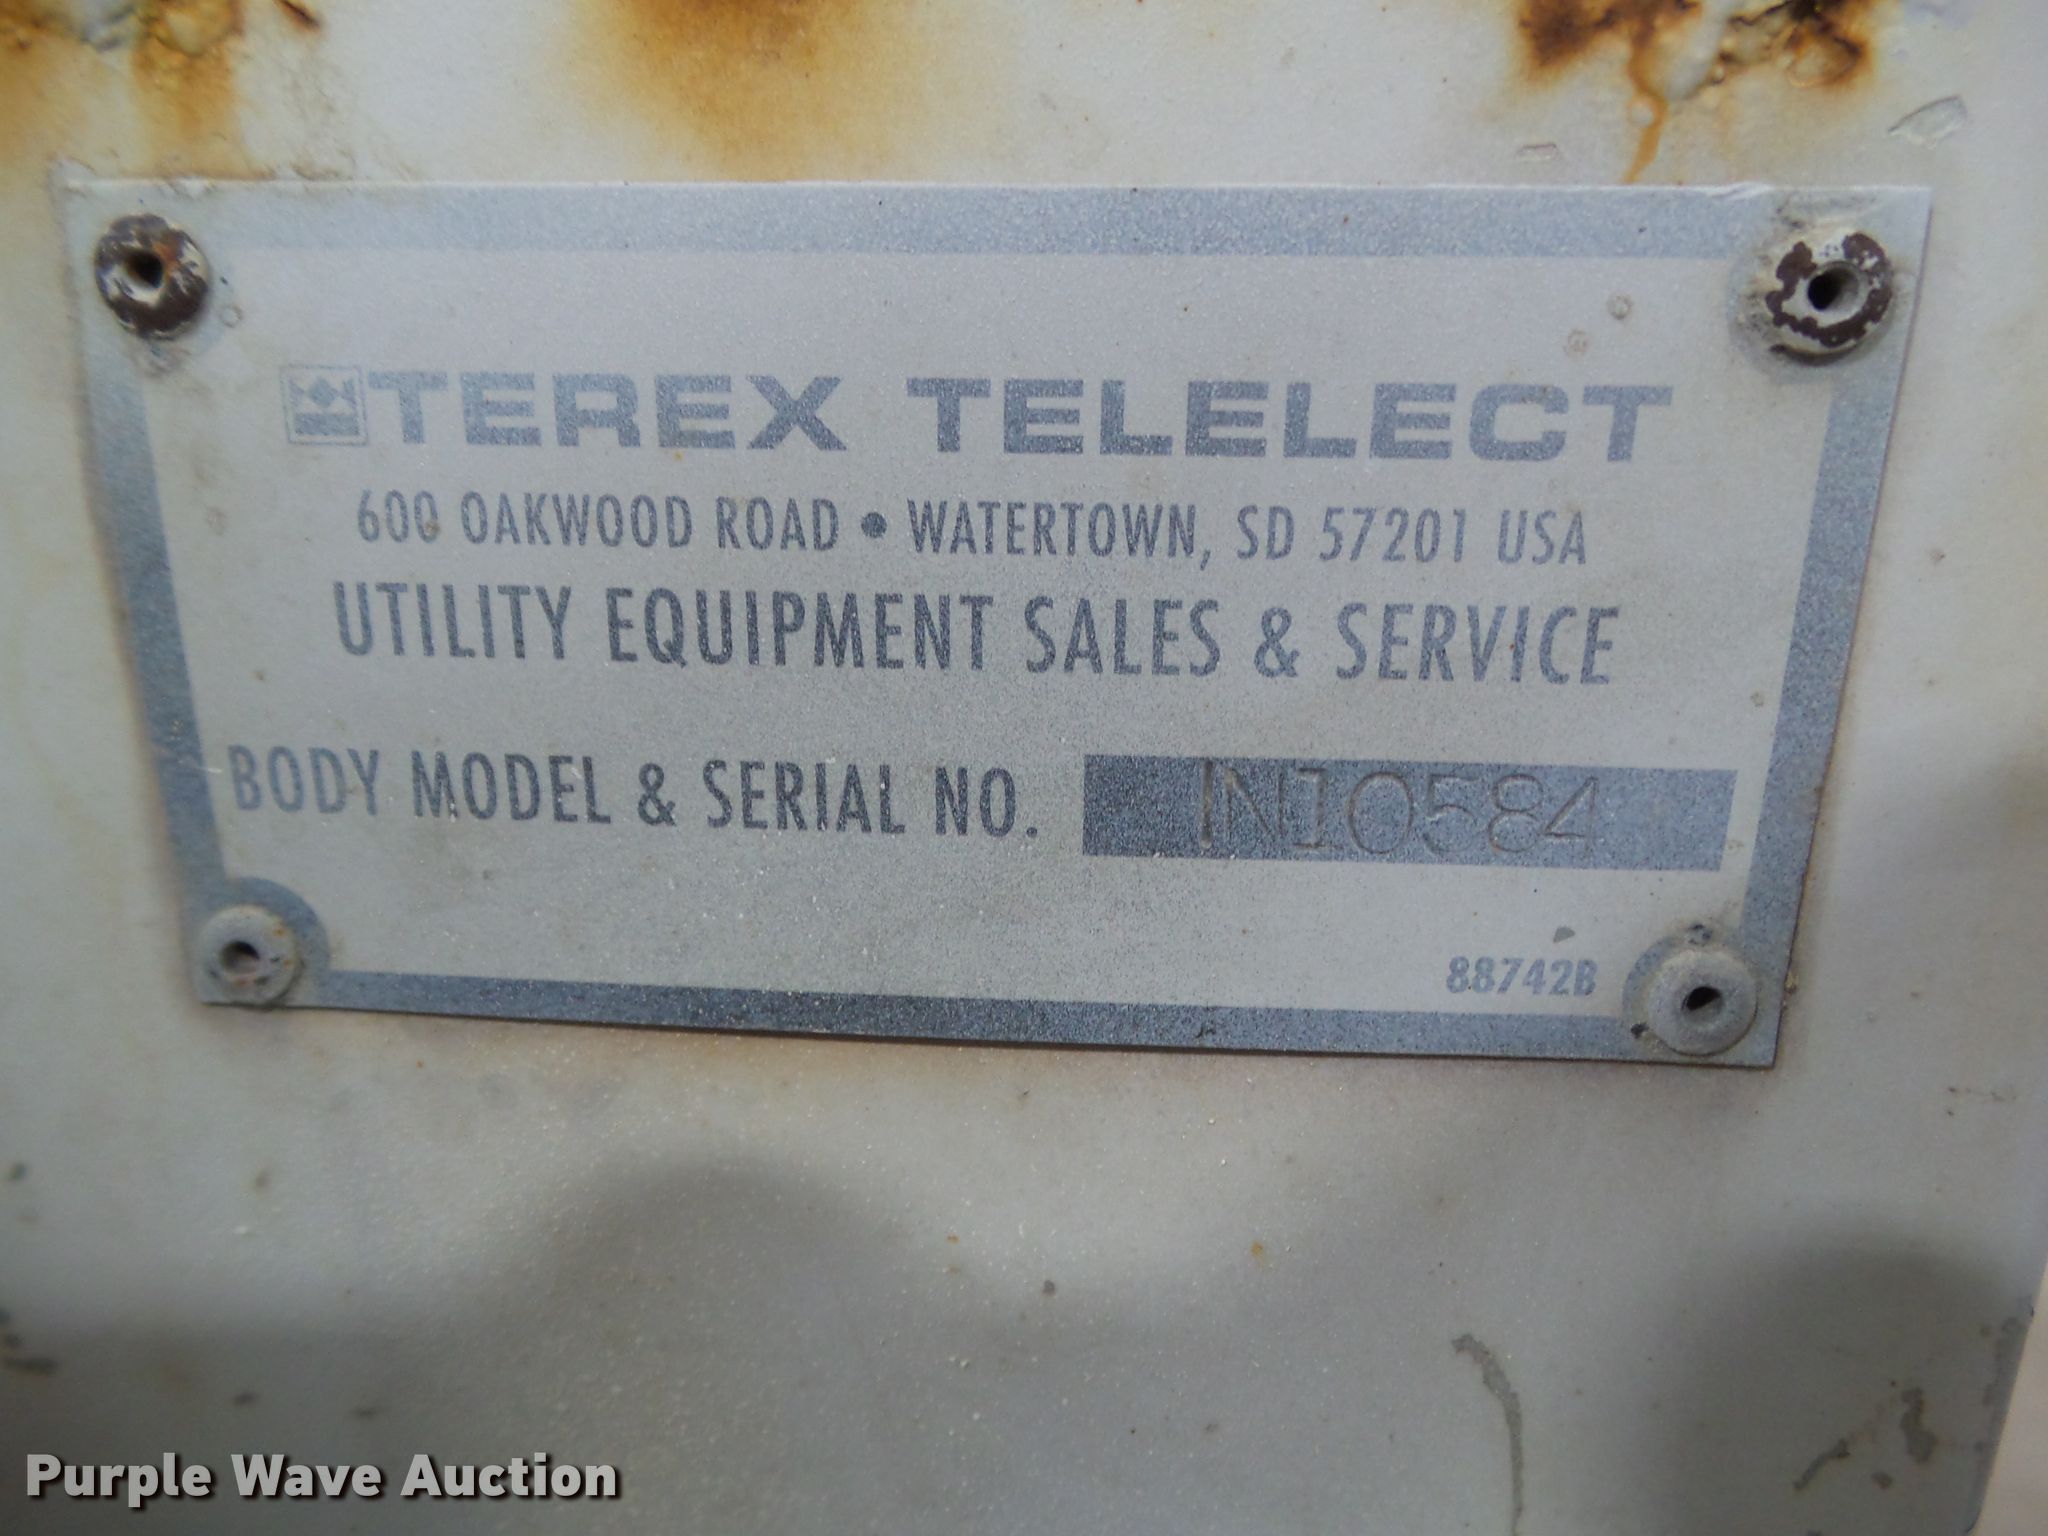 TEREX TELELECT
600 OAKWOOD ROAD • WATERTOWN, SD 57201 USA
UTILITY EQUIPMENT SALES & SERVICE
BODY MODEL & SERIAL NO. INI0584
88742B
Purple Wave Auction